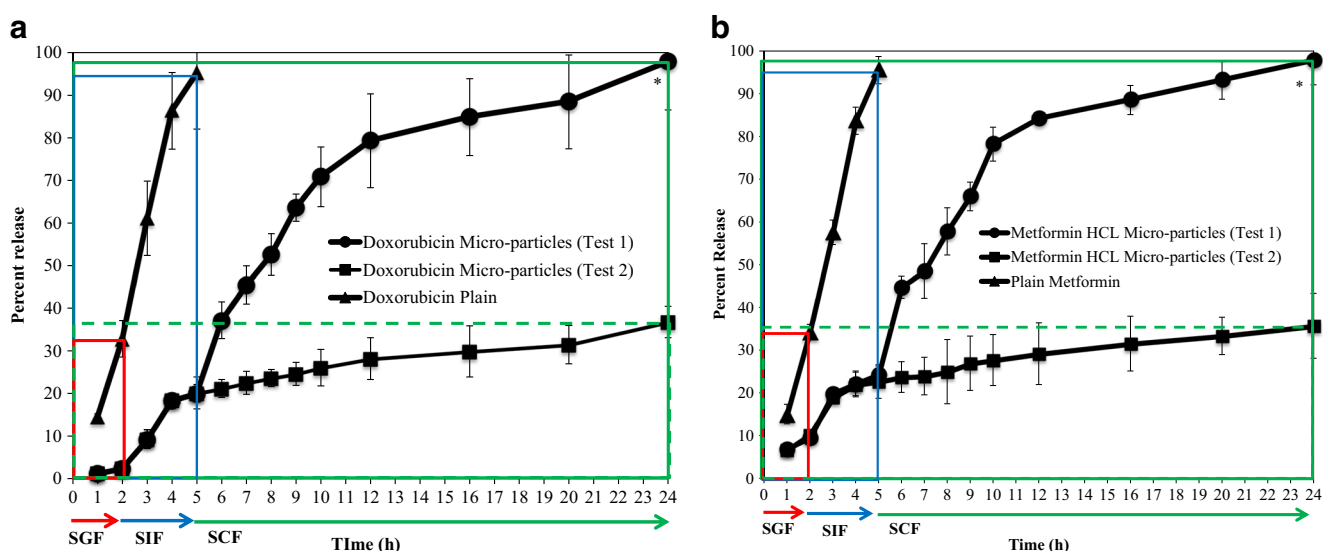 a
100
90
80
70
60
50
40
30
20
10
0
Percent release
Doxorubicin Micro-particles (Test 1)
Doxorubicin Micro-particles (Test 2)
Doxorubicin Plain
*
0 1 2 3 4 5 6 7 8 9 10 11 12 13 14 15 16 17 18 19 20 21 22 23 24
SGF SIF SCF
TIme (h)
b
100
90
80
70
60
50
40
30
20
10
0
Percent Release
Metformin HCL Micro-particles (Test 1)
Metformin HCL Micro-particles (Test 2)
Plain Metformin
*
0 1 2 3 4 5 6 7 8 9 10 11 12 13 14 15 16 17 18 19 20 21 22 23 24
SGF SIF SCF
Time (h)